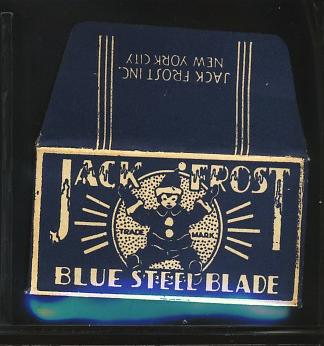 JACK FROST INC.
NEW YORK CITY
JACK FROST
TRADE MARK
BLUE STEEL BLADE